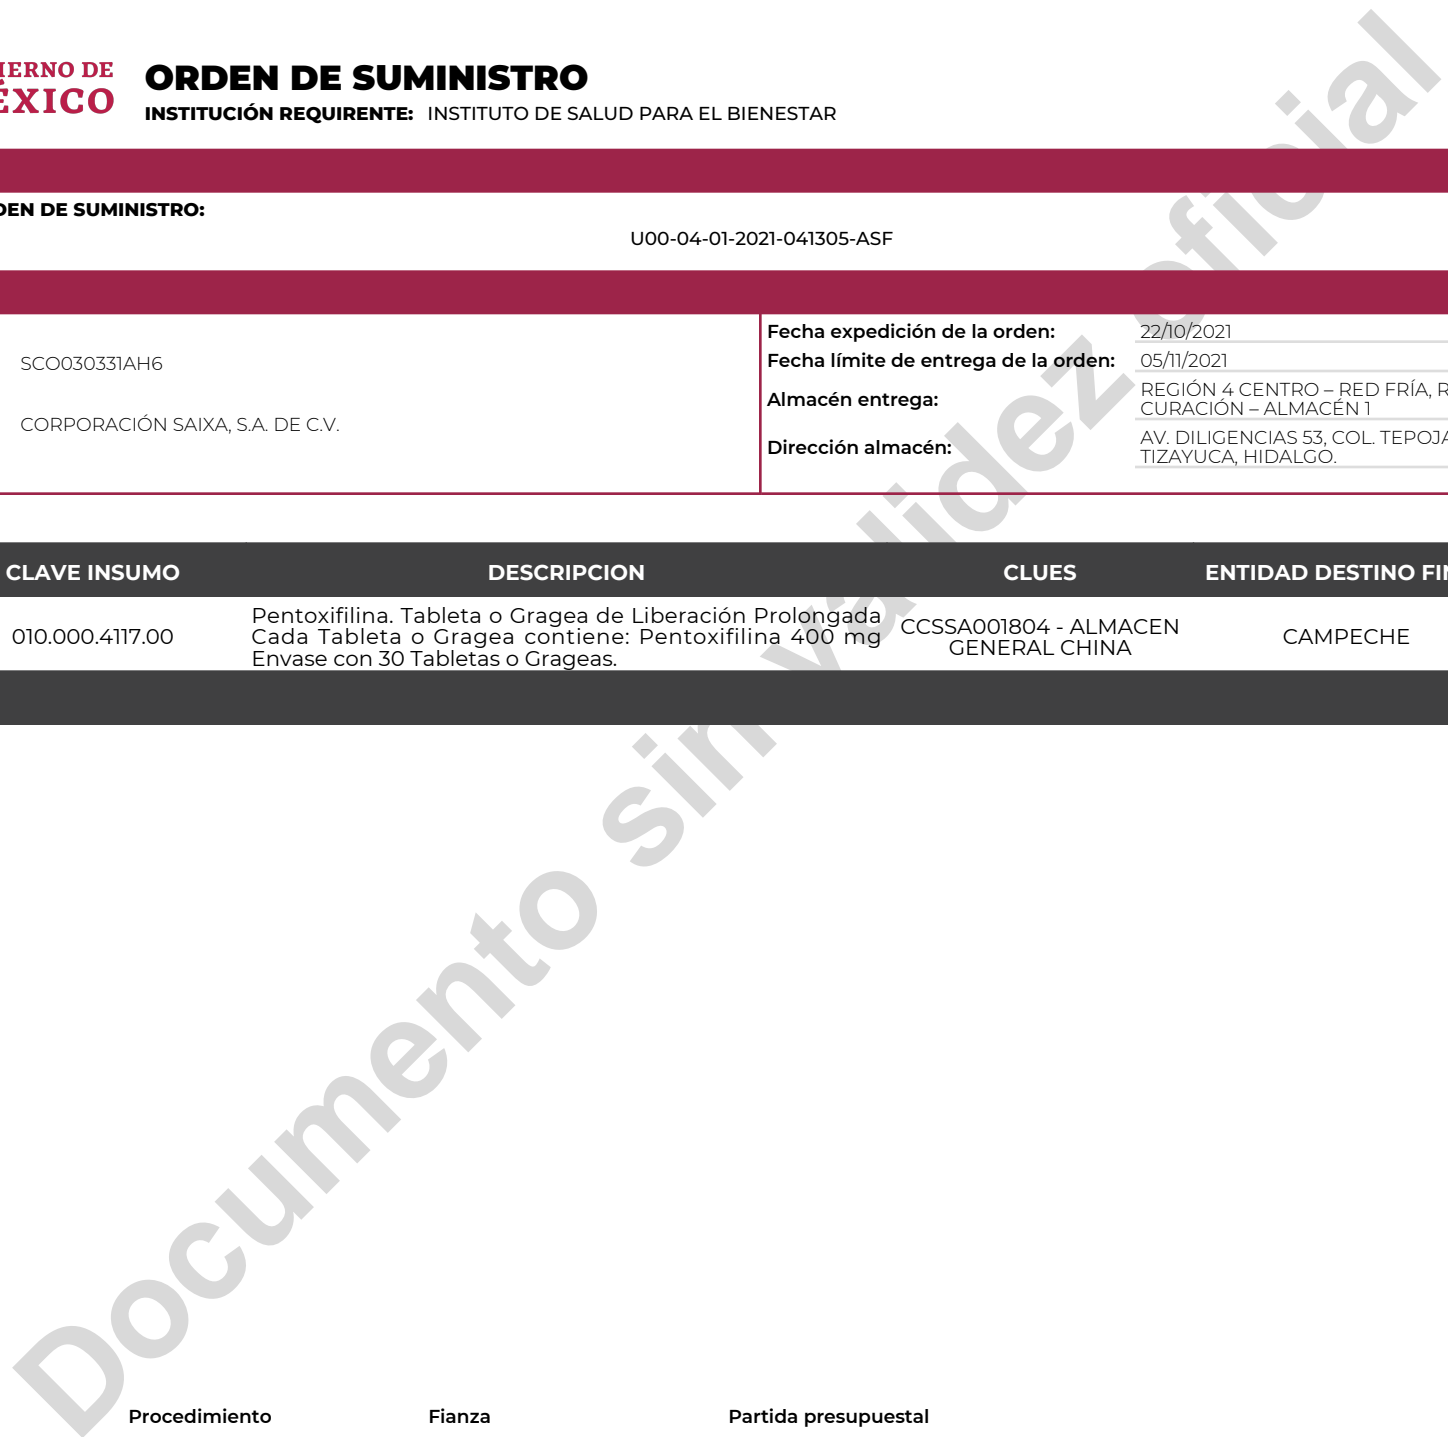 IERNO DE
ÉXICO
ORDEN DE SUMINISTRO
INSTITUCIÓN REQUIRENTE: INSTITUTO DE SALUD PARA EL BIENESTAR
DEN DE SUMINISTRO:
U00-04-01-2021-041305-ASF
SCO030331AH6
CORPORACIÓN SAIXA, S.A. DE C.V.
Fecha expedición de la orden: 22/10/2021
Fecha límite de entrega de la orden: 05/11/2021
Almacén entrega: REGIÓN 4 CENTRO – RED FRÍA, R
CURACIÓN – ALMACÉN 1
Dirección almacén: AV. DILIGENCIAS 53, COL. TEPOJA
TIZAYUCA, HIDALGO.
CLAVE INSUMO DESCRIPCION CLUES ENTIDAD DESTINO FIN
010.000.4117.00
Pentoxifilina. Tableta o Gragea de Liberación Prolongada
Cada Tableta o Gragea contiene: Pentoxifilina 400 mg
Envase con 30 Tabletas o Grageas.
CCSSA001804 - ALMACEN
GENERAL CHINA
CAMPECHE
Documento sin validez oficial
Procedimiento Fianza Partida presupuestal